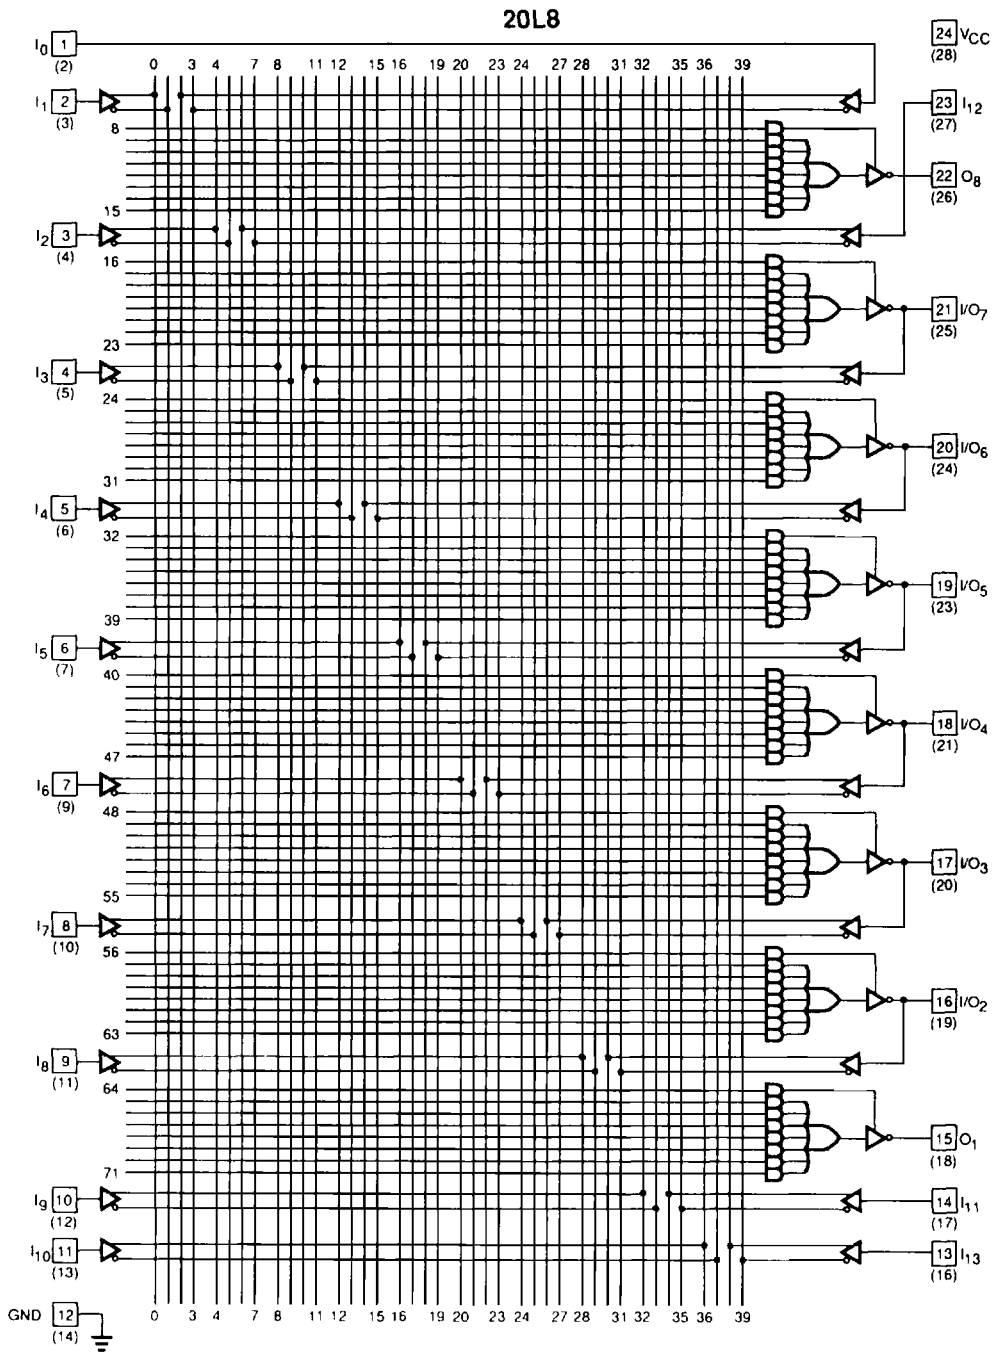 20L8
I0 1 (2)
24 VCC (28)
0 3 4 7 8 11 12 15 16 19 20 23 24 27 28 31 32 35 36 39
I1 2 (3)
23 I12 (27)
8
22 O8 (26)
15
I2 3 (4)
16
21 I/O7 (25)
23
I3 4 (5)
24
20 I/O6 (24)
31
I4 5 (6)
32
19 I/O5 (23)
39
I5 6 (7)
40
18 I/O4 (21)
47
I6 7 (9)
48
17 I/O3 (20)
55
I7 8 (10)
56
16 I/O2 (19)
63
I8 9 (11)
64
15 O1 (18)
71
I9 10 (12)
14 I11 (17)
I10 11 (13)
13 I13 (16)
GND 12 (14)
0 3 4 7 8 11 12 15 16 19 20 23 24 27 28 31 32 35 36 39